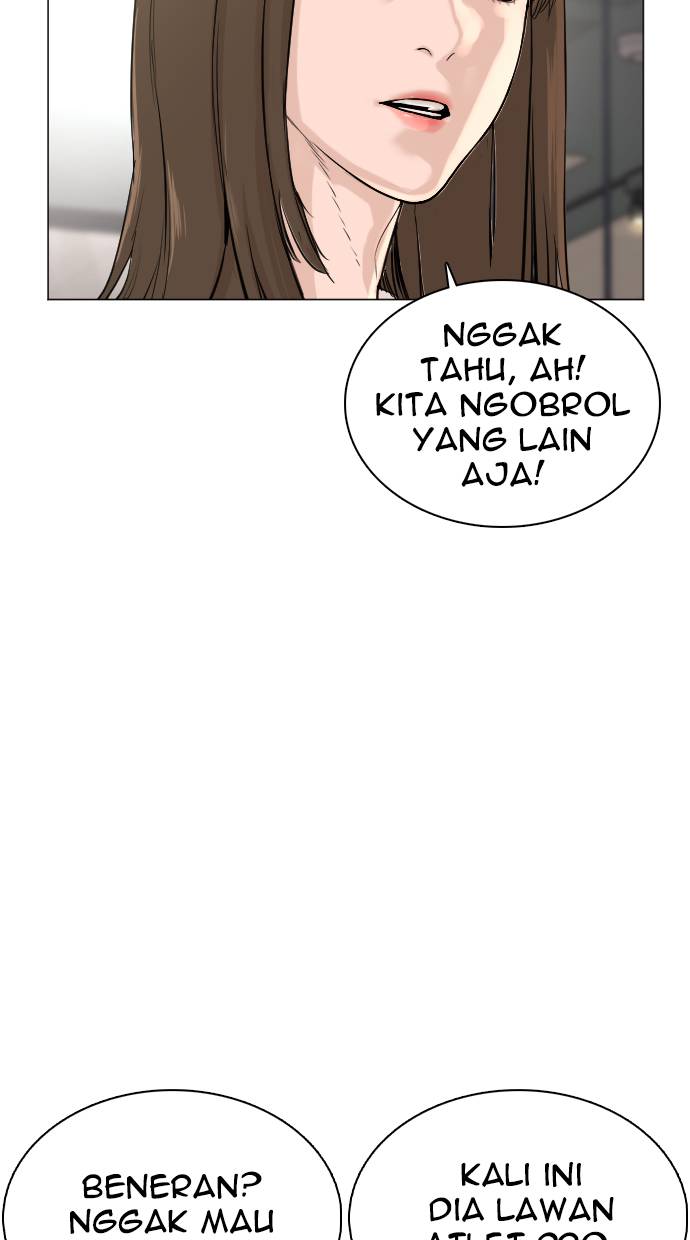 NGGAK
TAHU, AH!
KITA NGOBROL
YANG LAIN
AJA!
BENERAN?
NGGAK MAU
KALI INI
DIA LAWAN